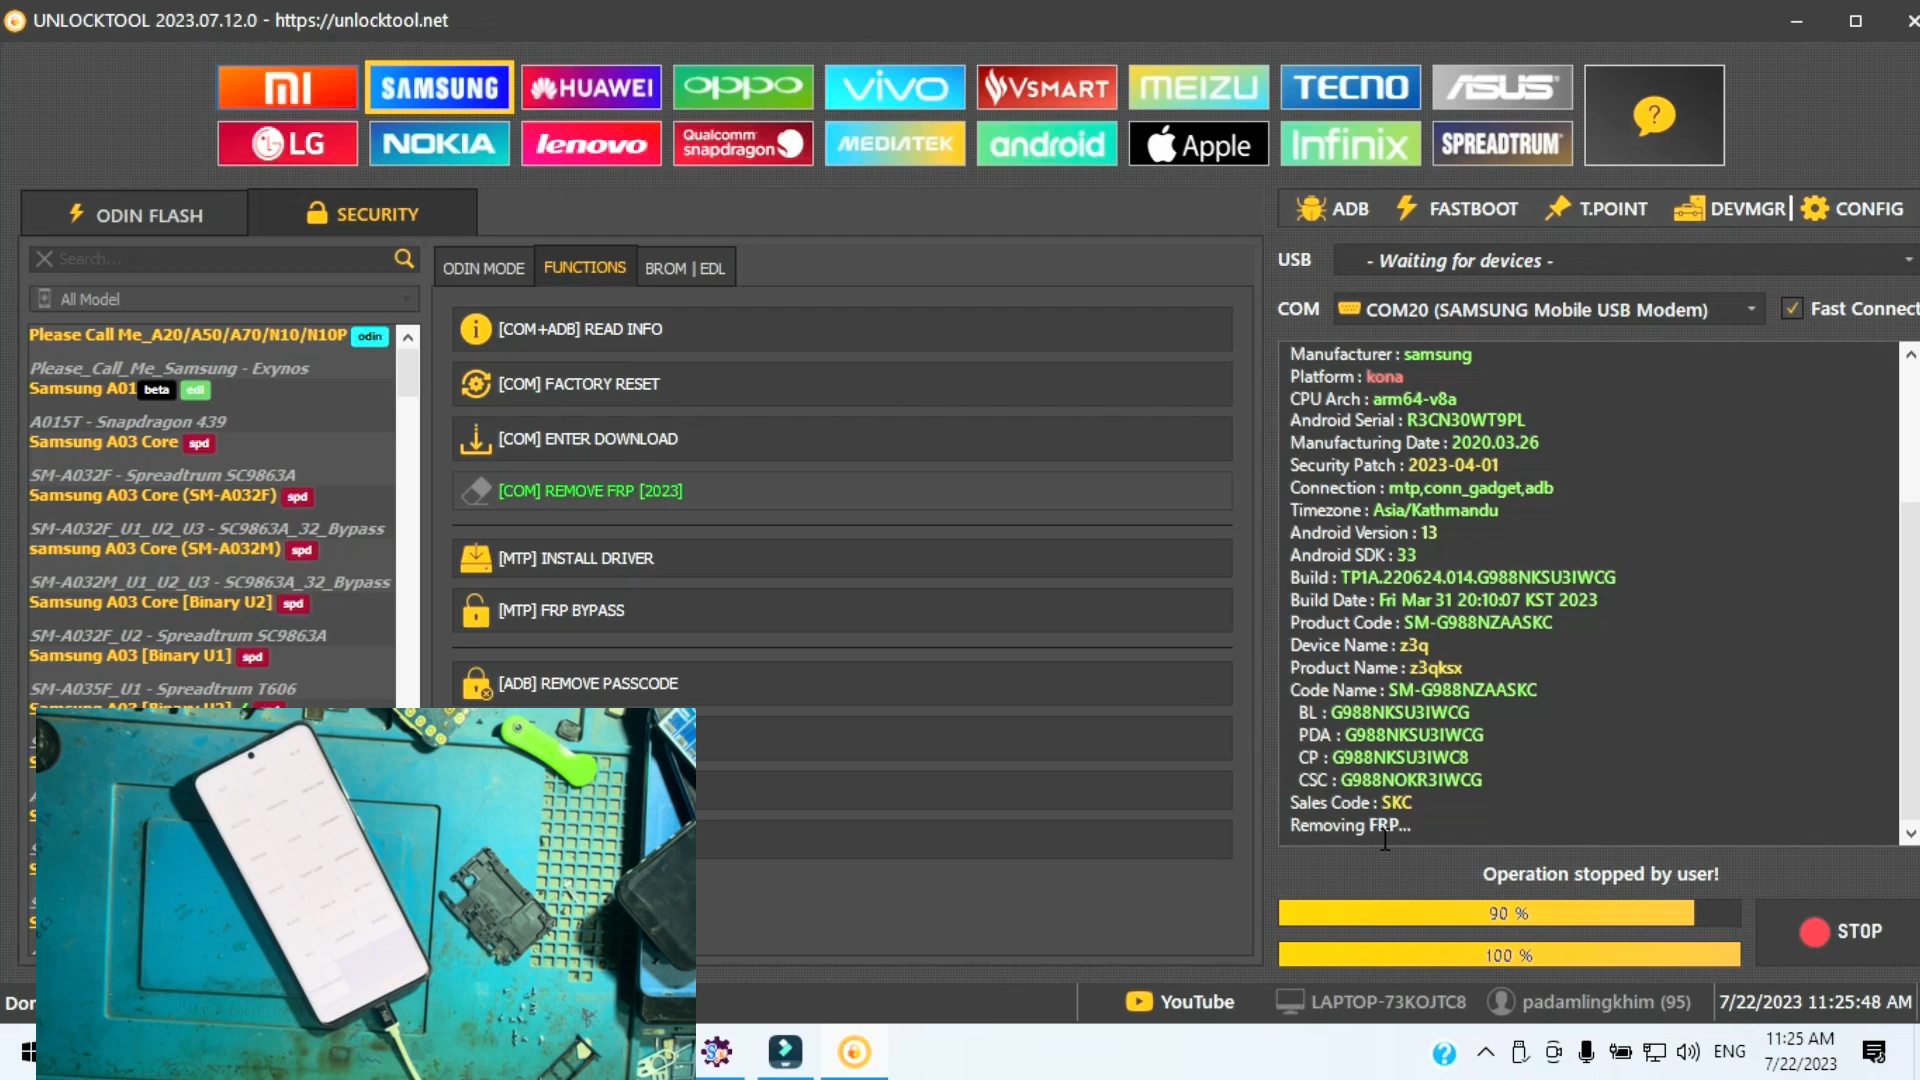 UNLOCKTOOL 2023.07.12.0 - https://unlocktool.net
mi
SAMSUNG
HUAWEI
oppo
vivo
VSMART
MEIZU
TECNO
ASUS
?
LG
NOKIA
lenovo
Qualcomm
snapdragon
MEDIATEK
android
Apple
Infinix
SPREADTRUM
ODIN FLASH
SECURITY
ADB
FASTBOOT
T.POINT
DEVMGR
CONFIG
Search...
All Model
Please Call Me_A20/A50/A70/N10/N10P odin
Please_Call_Me_Samsung - Exynos
Samsung A01 beta edl
A015T - Snapdragon 439
Samsung A03 Core spd
SM-A032F - Spreadtrum SC9863A
Samsung A03 Core (SM-A032F) spd
SM-A032F_U1_U2_U3 - SC9863A_32_Bypass
samsung A03 Core (SM-A032M) spd
SM-A032M_U1_U2_U3 - SC9863A_32_Bypass
Samsung A03 Core [Binary U2] spd
SM-A032F_U2 - Spreadtrum SC9863A
Samsung A03 [Binary U1] spd
SM-A035F_U1 - Spreadtrum T606
ODIN MODE
FUNCTIONS
BROM | EDL
[COM+ADB] READ INFO
[COM] FACTORY RESET
[COM] ENTER DOWNLOAD
[COM] REMOVE FRP [2023]
[MTP] INSTALL DRIVER
[MTP] FRP BYPASS
[ADB] REMOVE PASSCODE
USB - Waiting for devices -
COM COM20 (SAMSUNG Mobile USB Modem) Fast Connect
Manufacturer : samsung
Platform : kona
CPU Arch : arm64-v8a
Android Serial : R3CN30WT9PL
Manufacturing Date : 2020.03.26
Security Patch : 2023-04-01
Connection : mtp,conn_gadget,adb
Timezone : Asia/Kathmandu
Android Version : 13
Android SDK : 33
Build : TP1A.220624.014.G988NKSU3IWCG
Build Date : Fri Mar 31 20:10:07 KST 2023
Product Code : SM-G988NZAASKC
Device Name : z3q
Product Name : z3qksx
Code Name : SM-G988NZAASKC
BL : G988NKSU3IWCG
PDA : G988NKSU3IWCG
CP : G988NKSU3IWC8
CSC : G988NOKR3IWCG
Sales Code : SKC
Removing FRP...
Operation stopped by user!
90 %
100 %
STOP
Don
YouTube
LAPTOP-73KOJTC8
padamlingkhim (95)
7/22/2023 11:25:48 AM
ENG
11:25 AM
7/22/2023